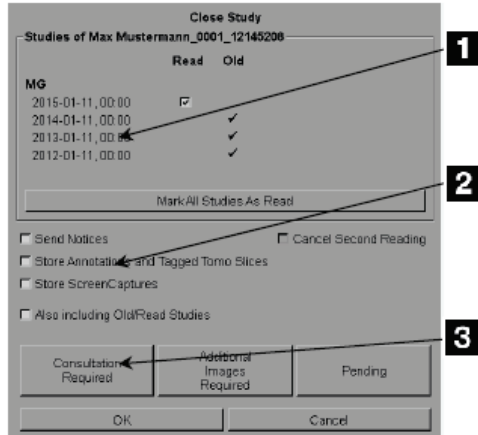 Close Study
Studies of Max Mustermann_0001_12145208
Read Old
MG
2015-01-11, 00:00
2014-01-11, 00:00
2013-01-11, 00:00
2012-01-11, 00:00
Mark All Studies As Read
Send Notices Cancel Second Reading
Store Annotations and Tagged Tomo Slices
Store ScreenCaptures
Also including Old/Read Studies
Consultation Required
Additional Images Required
Pending
OK Cancel
1
2
3